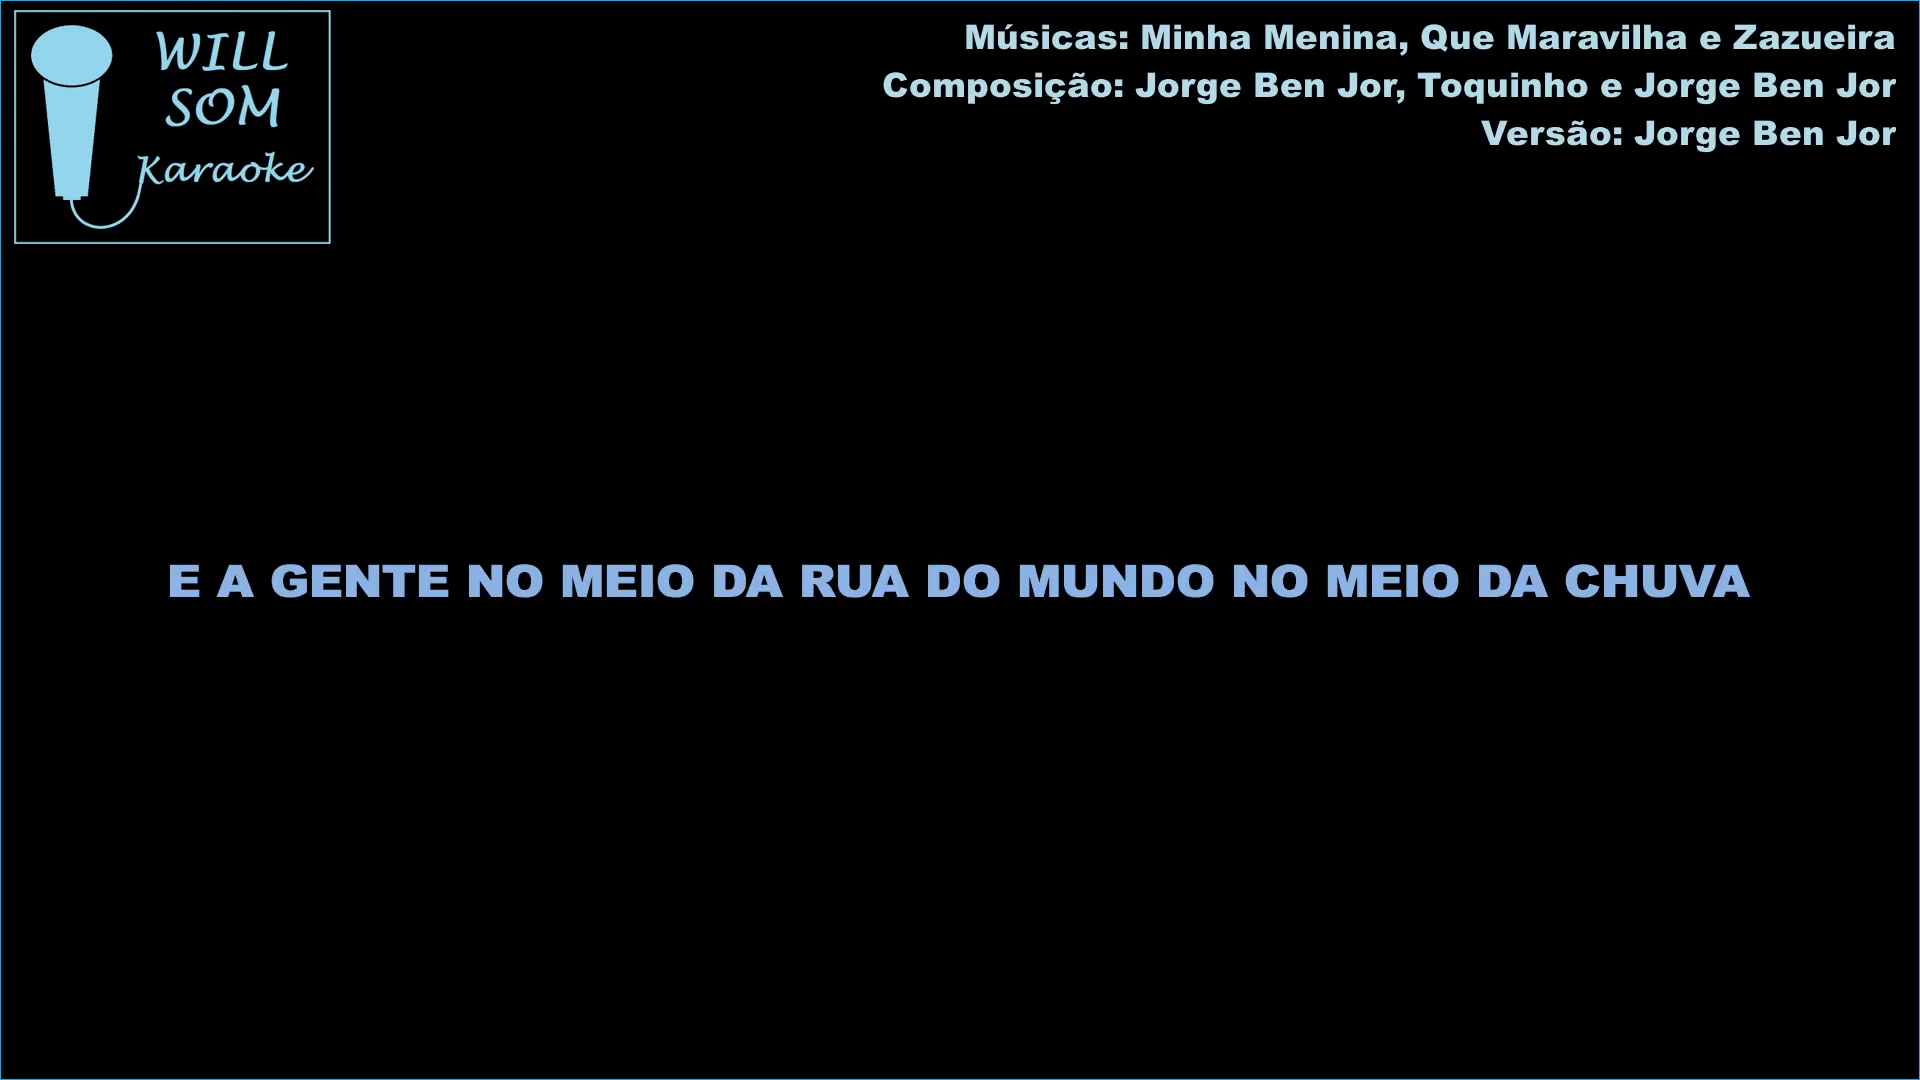 WILL
SOM
Karaoke
Músicas: Minha Menina, Que Maravilha e Zazueira
Composição: Jorge Ben Jor, Toquinho e Jorge Ben Jor
Versão: Jorge Ben Jor
E A GENTE NO MEIO DA RUA DO MUNDO NO MEIO DA CHUVA